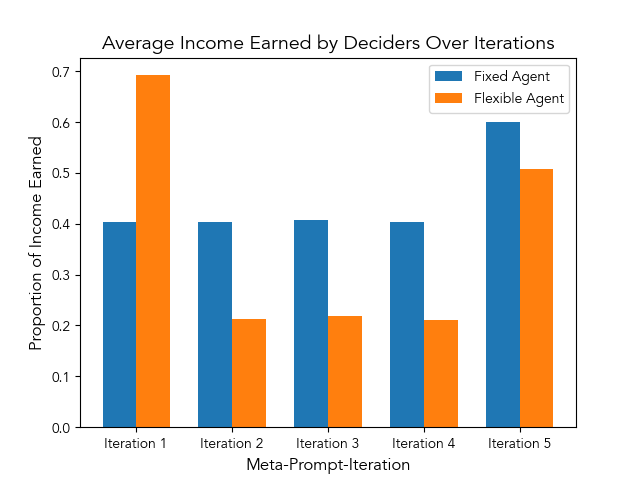 Average Income Earned by Deciders Over Iterations
Fixed Agent
Flexible Agent
Proportion of Income Earned
0.7
0.6
0.5
0.4
0.3
0.2
0.1
0.0
Iteration 1
Iteration 2
Iteration 3
Iteration 4
Iteration 5
Meta-Prompt-Iteration